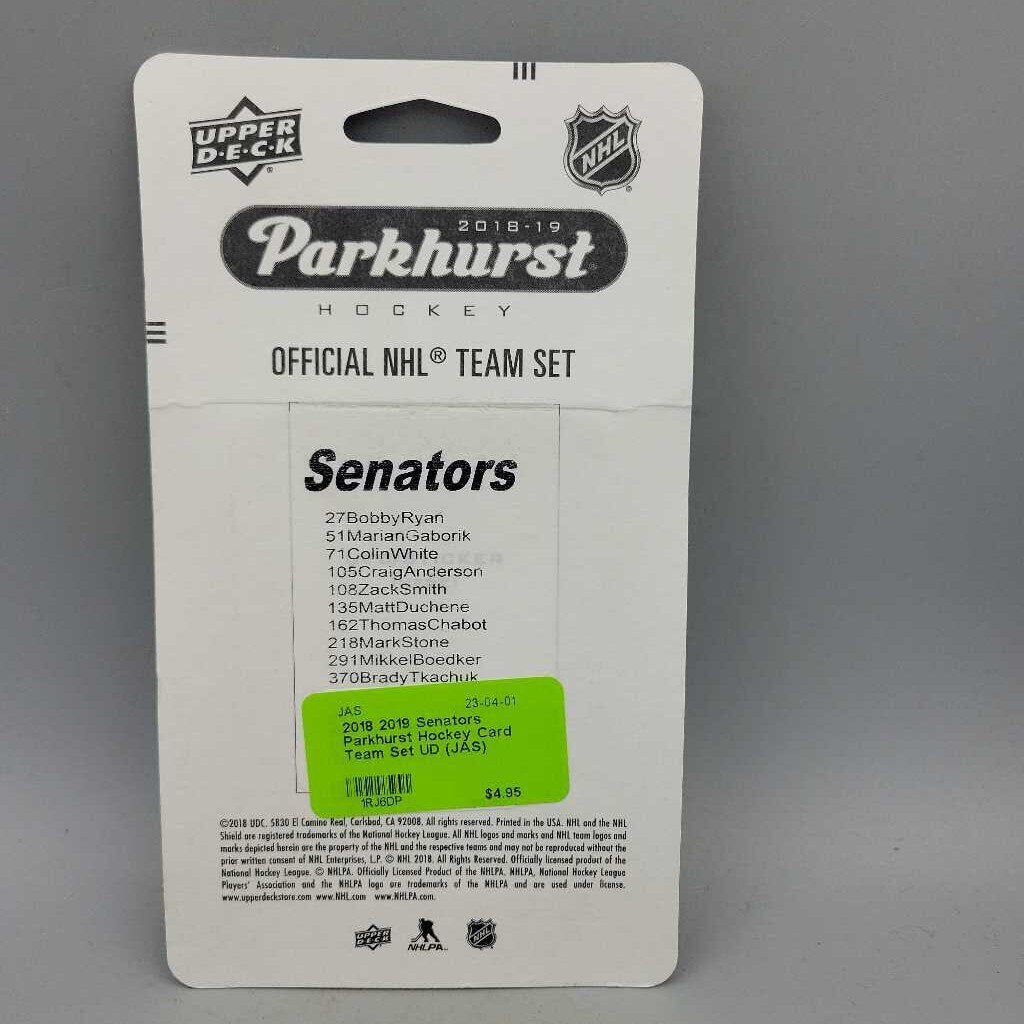 UPPER
D·E·C·K
®
NHL
®
2018-19
Parkhurst®
HOCKEY
OFFICIAL NHL® TEAM SET
Senators
27BobbyRyan
51MarianGaborik
71ColinWhite
105CraigAnderson
108ZackSmith
135MattDuchene
162ThomasChabot
218MarkStone
291MikkelBoedker
370BradyTkachuk
JAS 23-04-01
2018 2019 Senators
Parkhurst Hockey Card
Team Set UD (JAS)
1RJ6DP $4.95
©2018 UDC, 5830 El Camino Real, Carlsbad, CA 92008. All rights reserved. Printed in the USA. NHL and the NHL
Shield are registered trademarks of the National Hockey League. All NHL logos and marks and NHL team logos and
marks depicted herein are the property of the NHL and the respective teams and may not be reproduced without the
prior written consent of NHL Enterprises, L.P. © NHL 2018. All Rights Reserved. Officially licensed product of the
National Hockey League. © NHLPA. Officially Licensed Product of the NHLPA. NHLPA, National Hockey League
Players' Association and the NHLPA logo are trademarks of the NHLPA and are used under license.
www.upperdeckstore.com www.NHL.com www.NHLPA.com
UPPER
DECK
NHLPA
NHL